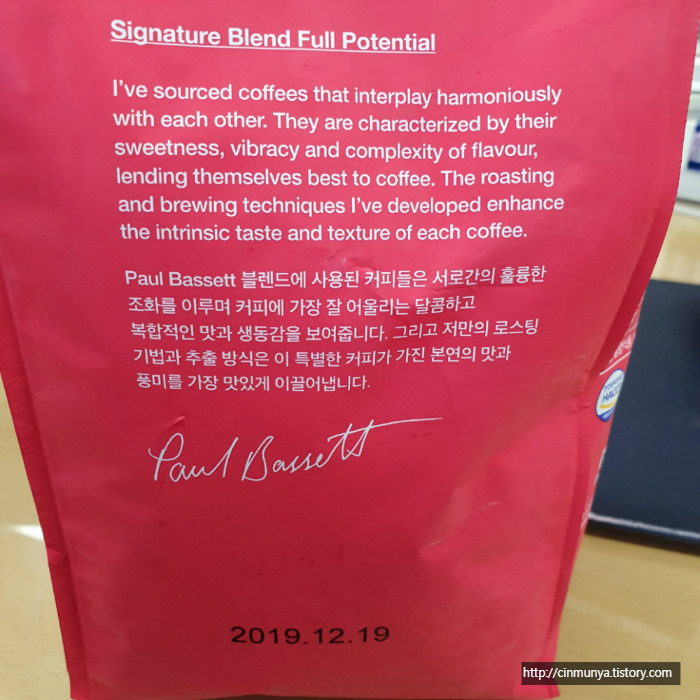 Signature Blend Full Potential
I've sourced coffees that interplay harmoniously
with each other. They are characterized by their
sweetness, vibracy and complexity of flavour,
lending themselves best to coffee. The roasting
and brewing techniques I've developed enhance
the intrinsic taste and texture of each coffee.
Paul Bassett 블렌드에 사용된 커피들은 서로간의 훌륭한
조화를 이루며 커피에 가장 잘 어울리는 달콤하고
복합적인 맛과 생동감을 보여줍니다. 그리고 저만의 로스팅
기법과 추출 방식은 이 특별한 커피가 가진 본연의 맛과
풍미를 가장 맛있게 이끌어냅니다.
Paul Bassett
2019.12.19
http://cinmunya.tistory.com